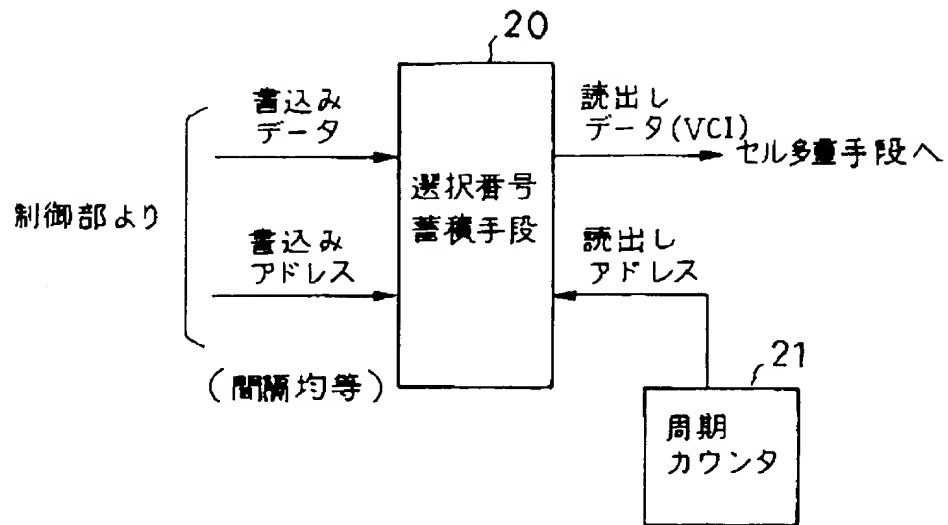 20
書込み
データ
読出し
データ(VCI)
セル多重手段へ
選択番号
蓄積手段
制御部より
書込み
アドレス
読出し
アドレス
(間隔均等)
21
周期
カウンタ